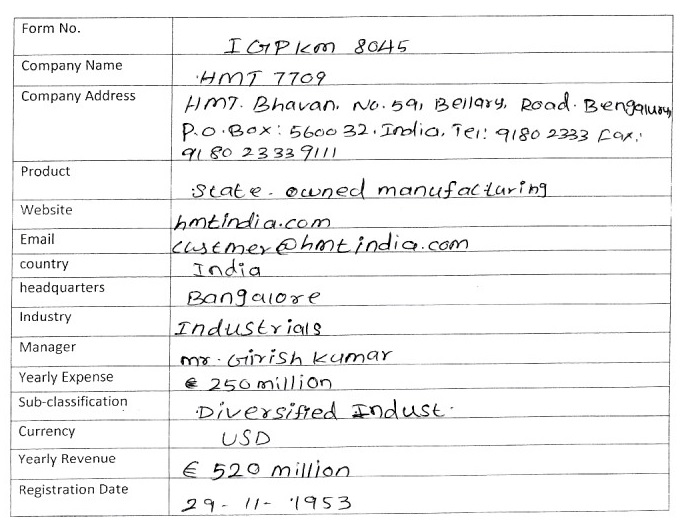 Form No. IGPKm 8045
Company Name HMT 7709
Company Address HMT. Bhavan. No. 59, Bellary, Road. Bengalury
P.O.Box: 560032. India. Tel: 9180 2333 Fax:
91 80 2333 9111
Product State-owned manufacturing
Website hmtindia.com
Email custmer@hmtindia.com
country India
headquarters Bangalore
Industry Industrials
Manager mr. Girish kumar
Yearly Expense € 250 million
Sub-classification Diversified Indust.
Currency USD
Yearly Revenue € 520 million
Registration Date 29-11-1953